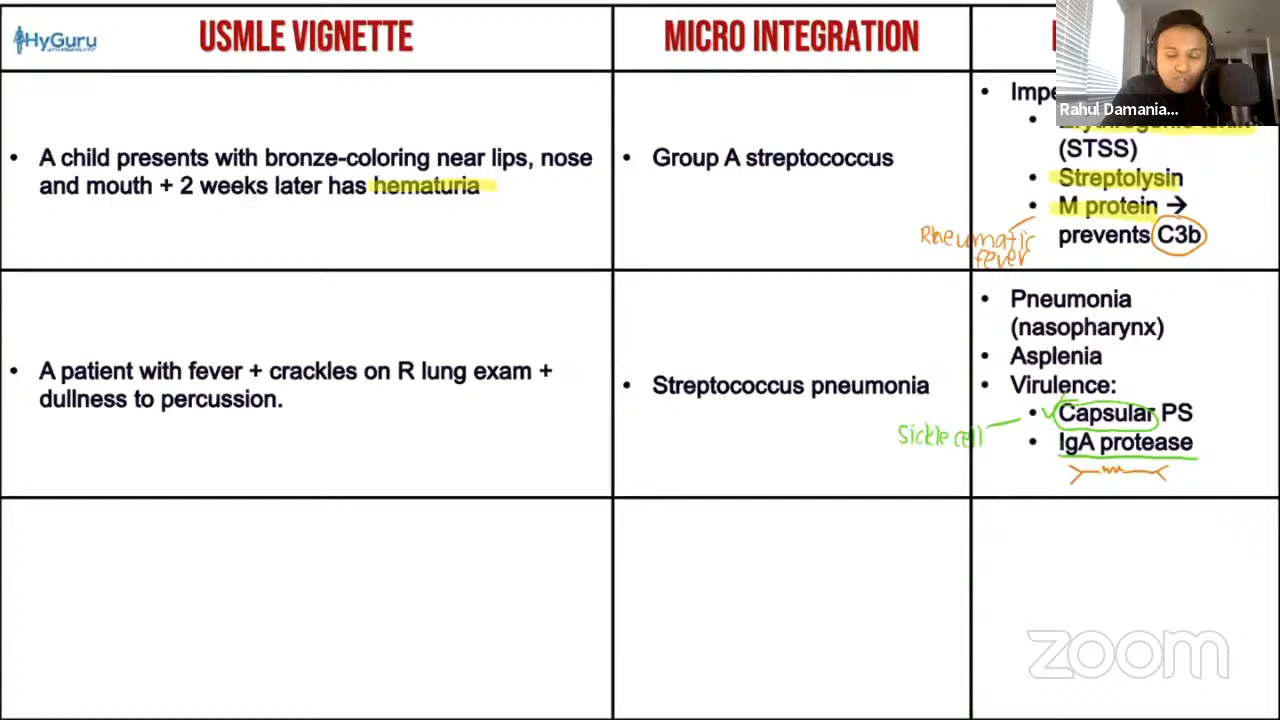 HyGuru
USMLE VIGNETTE
MICRO INTEGRATION
Rahul Damania...
• A child presents with bronze-coloring near lips, nose
and mouth + 2 weeks later has hematuria
• Group A streptococcus
• Impe
(STSS)
• Streptolysin
• M protein →
prevents C3b
Rheumatic
fever
• A patient with fever + crackles on R lung exam +
dullness to percussion.
• Streptococcus pneumonia
• Pneumonia
(nasopharynx)
• Asplenia
• Virulence:
• Capsular PS
• IgA protease
Sickle cell
zoom